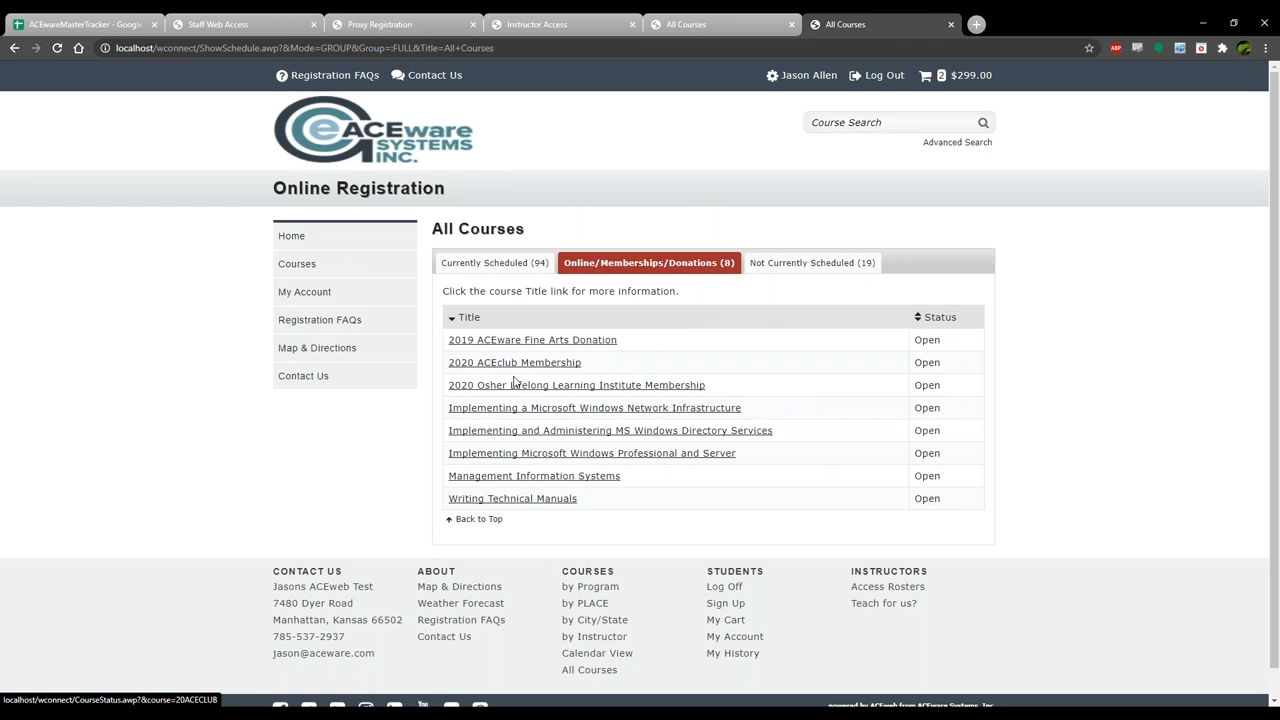 ACEwareMasterTracker - Google
Staff Web Access
Proxy Registration
Instructor Access
All Courses
All Courses
localhost/wconnect/ShowSchedule.awp?&Mode=GROUP&Group=:FULL&Title=All+Courses
Registration FAQs
Contact Us
Jason Allen
Log Out
2 $299.00
ACEware
SYSTEMS
INC.
Course Search
Advanced Search
Online Registration
Home
Courses
My Account
Registration FAQs
Map & Directions
Contact Us
All Courses
Currently Scheduled (94)
Online/Memberships/Donations (8)
Not Currently Scheduled (19)
Click the course Title link for more information.
Title Status
2019 ACEware Fine Arts Donation Open
2020 ACEclub Membership Open
2020 Osher Lifelong Learning Institute Membership Open
Implementing a Microsoft Windows Network Infrastructure Open
Implementing and Administering MS Windows Directory Services Open
Implementing Microsoft Windows Professional and Server Open
Management Information Systems Open
Writing Technical Manuals Open
Back to Top
CONTACT US
Jasons ACEweb Test
7480 Dyer Road
Manhattan, Kansas 66502
785-537-2937
jason@aceware.com
ABOUT
Map & Directions
Weather Forecast
Registration FAQs
Contact Us
COURSES
by Program
by PLACE
by City/State
by Instructor
Calendar View
All Courses
STUDENTS
Log Off
Sign Up
My Cart
My Account
My History
INSTRUCTORS
Access Rosters
Teach for us?
localhost/wconnect/CourseStatus.awp?&course=20ACECLUB
powered by ACEweb from ACEware Systems, Inc.